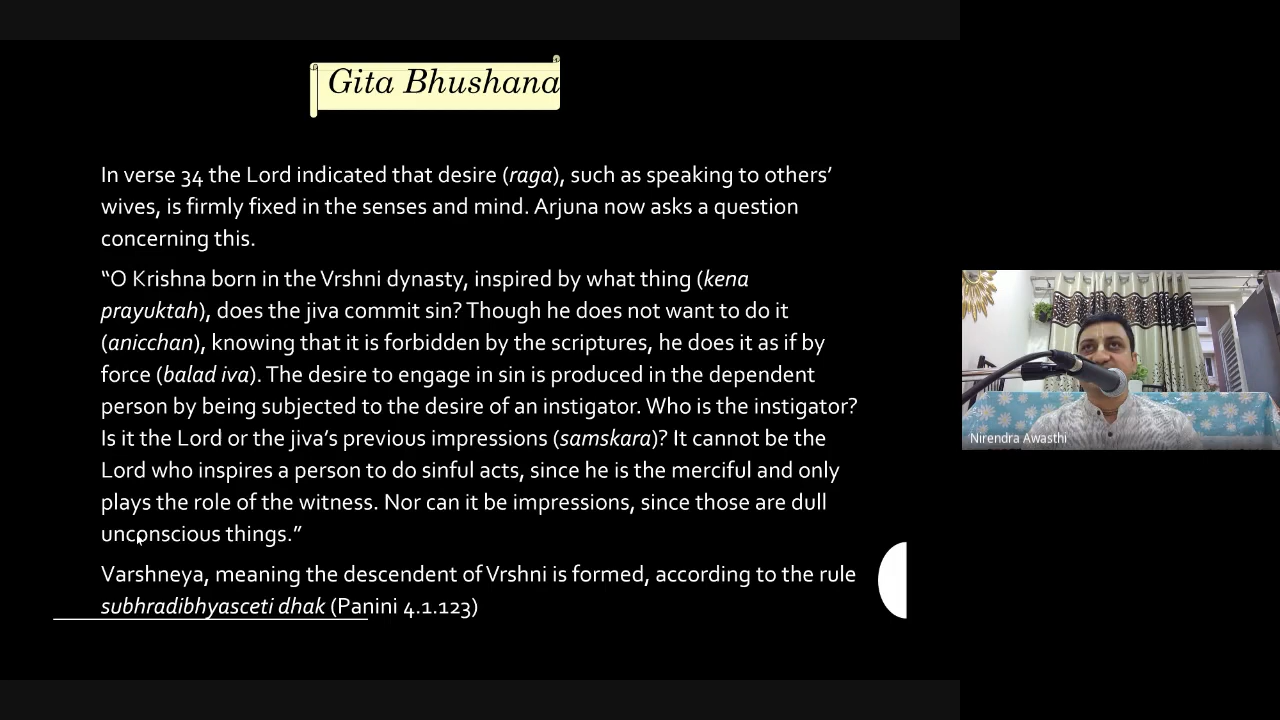 Gita Bhushana
In verse 34 the Lord indicated that desire (raga), such as speaking to others’
wives, is firmly fixed in the senses and mind. Arjuna now asks a question
concerning this.
“O Krishna born in the Vrshni dynasty, inspired by what thing (kena
prayuktah), does the jiva commit sin? Though he does not want to do it
(anicchan), knowing that it is forbidden by the scriptures, he does it as if by
force (balad iva). The desire to engage in sin is produced in the dependent
person by being subjected to the desire of an instigator. Who is the instigator?
Is it the Lord or the jiva’s previous impressions (samskara)? It cannot be the
Lord who inspires a person to do sinful acts, since he is the merciful and only
plays the role of the witness. Nor can it be impressions, since those are dull
unconscious things.”
Varshneya, meaning the descendent of Vrshni is formed, according to the rule
subhradibhyasceti dhak (Panini 4.1.123)
Nirendra Awasthi